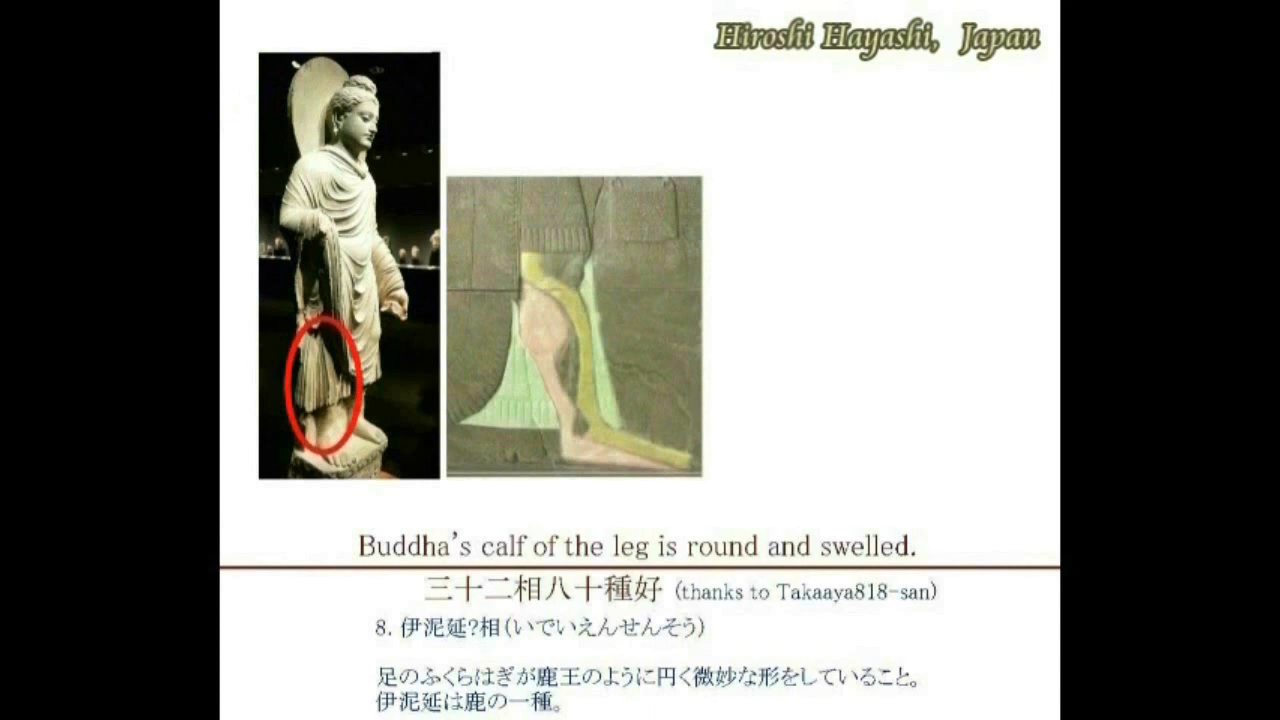 Hiroshi Hayashi, Japan
Buddha's calf of the leg is round and swelled.
三十二相八十種好 (thanks to Takaaya818-san)
8. 伊泥延?相(いでいえんせんそう)
足のふくらはぎが鹿王のように円く微妙な形をしていること。
伊泥延は鹿の一種。